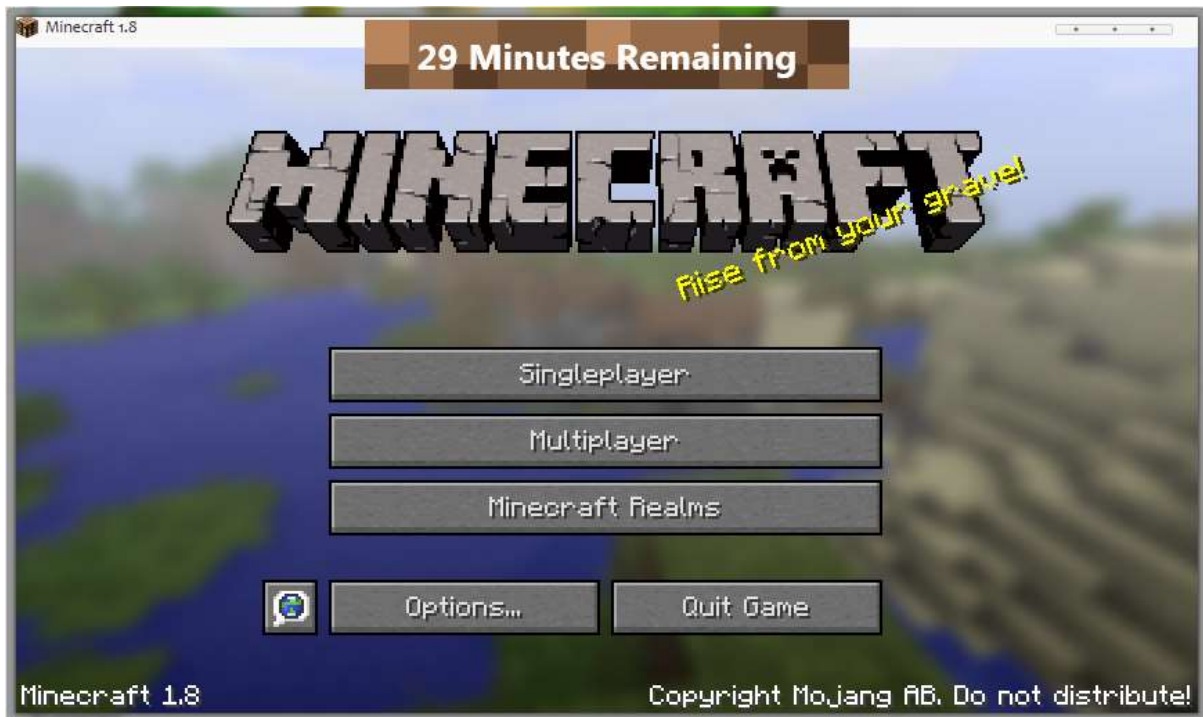 Minecraft 1.8
29 Minutes Remaining
MINECRAFT
Rise from your grave!
Singleplayer
Multiplayer
Minecraft Realms
Options...
Quit Game
Minecraft 1.8
Copyright Mojang AB. Do not distribute!